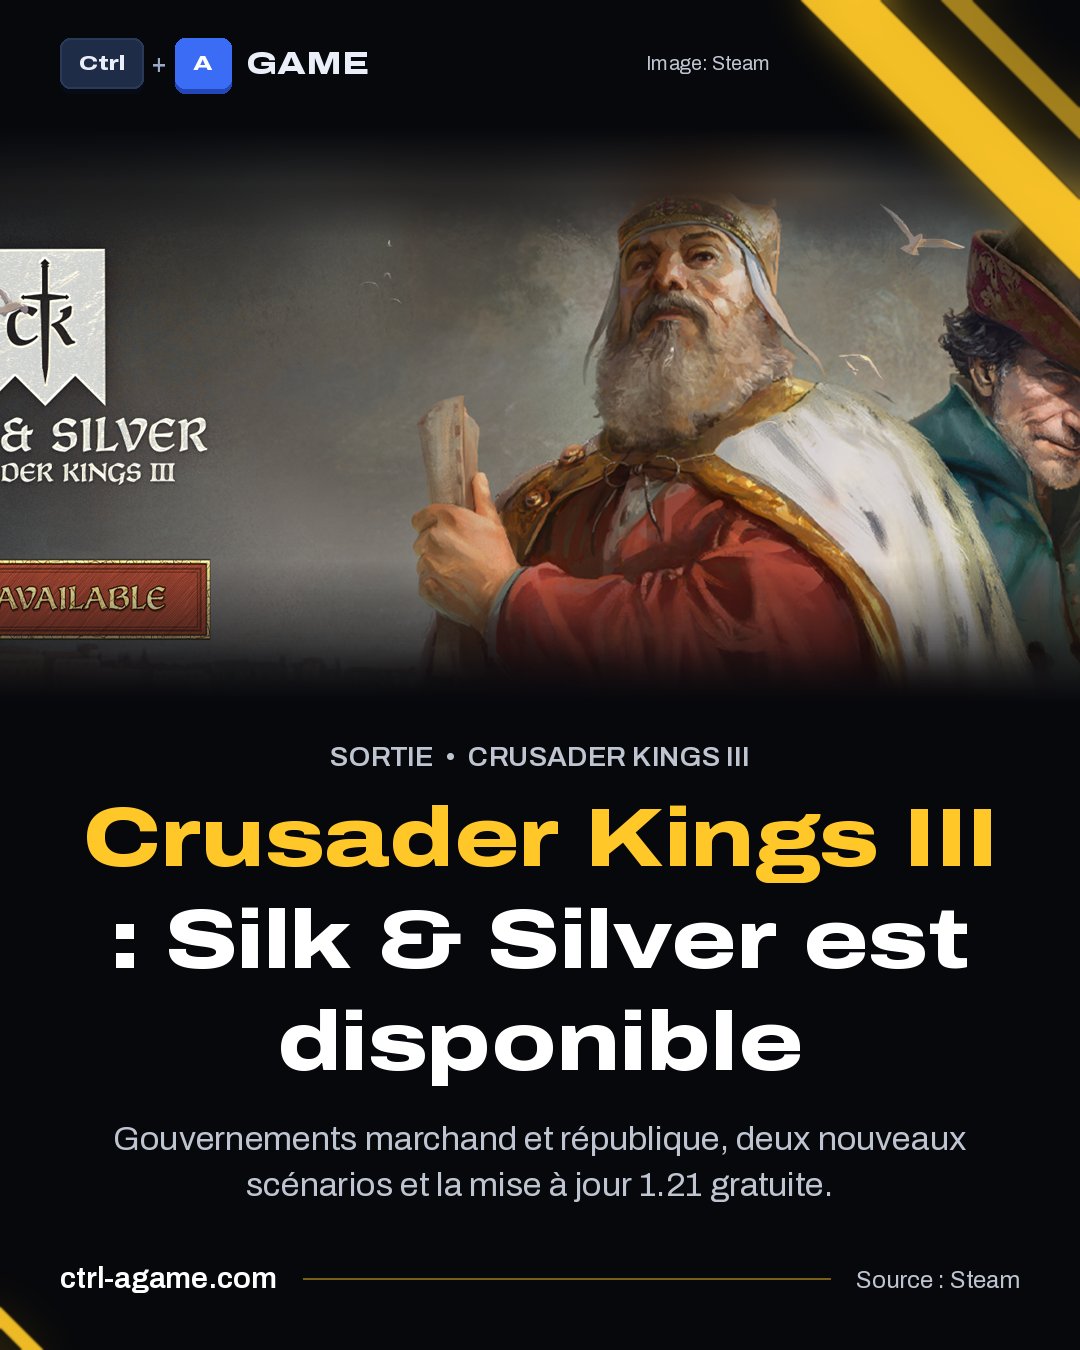 Ctrl + A GAME
Image: Steam
CK
& SILVER
DER KINGS III
AVAILABLE
SORTIE • CRUSADER KINGS III
Crusader Kings III
: Silk & Silver est
disponible
Gouvernements marchand et république, deux nouveaux
scénarios et la mise à jour 1.21 gratuite.
ctrl-agame.com
Source : Steam